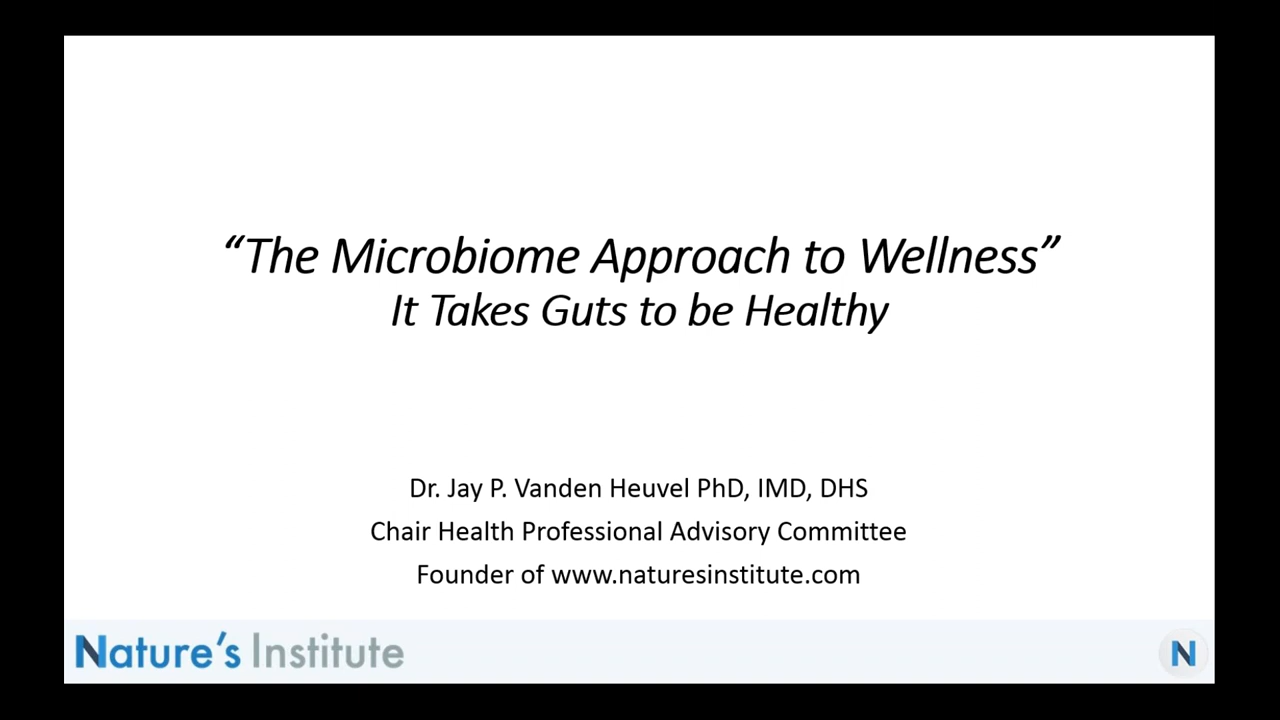 “The Microbiome Approach to Wellness”
It Takes Guts to be Healthy
Dr. Jay P. Vanden Heuvel PhD, IMD, DHS
Chair Health Professional Advisory Committee
Founder of www.naturesinstitute.com
Nature’s Institute
N